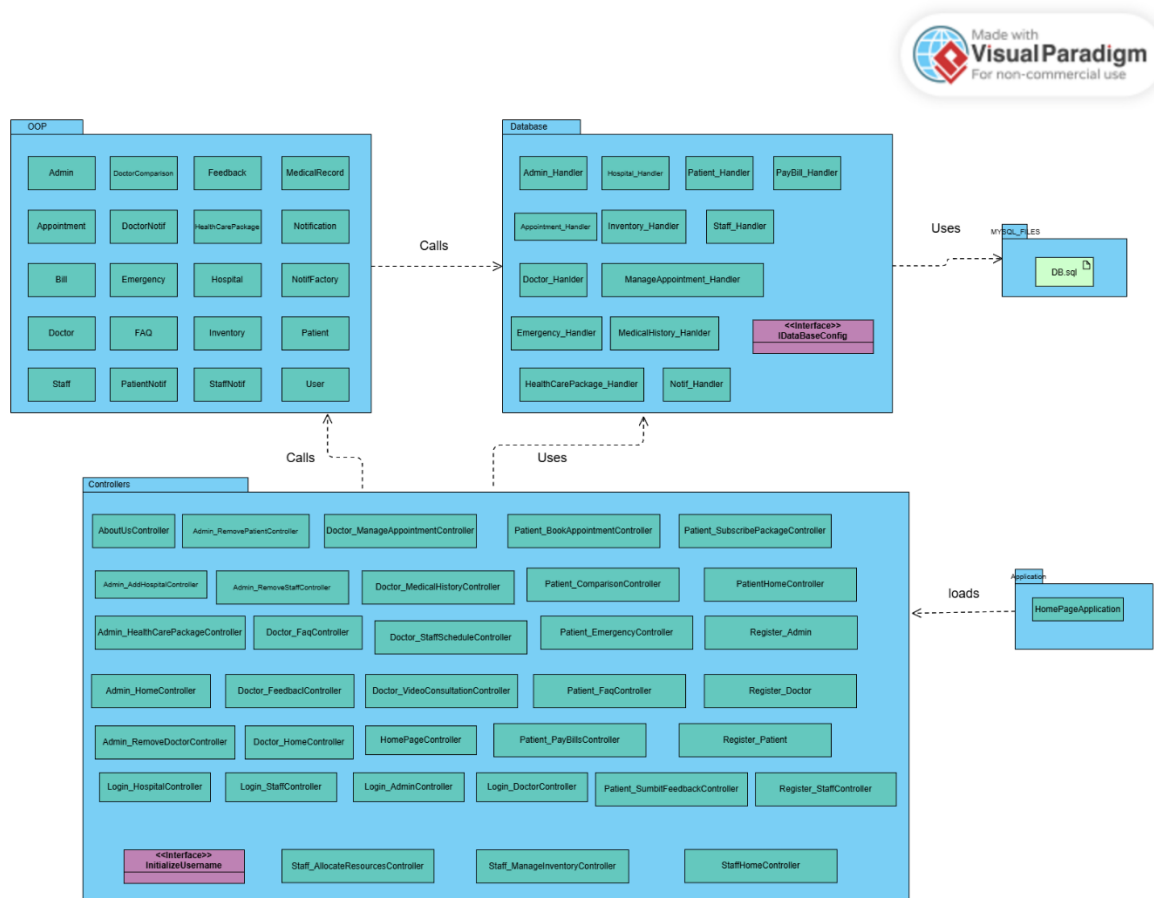 Made with
Visual Paradigm
For non-commercial use
OOP
Admin
DoctorComparison
Feedback
MedicalRecord
Appointment
DoctorNotif
HealthCarePackage
Notification
Bill
Emergency
Hospital
NotifFactory
Doctor
FAQ
Inventory
Patient
Staff
PatientNotif
StaffNotif
User
Calls
Database
Admin_Handler
Hospital_Handler
Patient_Handler
PayBill_Handler
Appointment_Handler
Inventory_Handler
Staff_Handler
Doctor_Hanlder
ManageAppointment_Handler
Emergency_Handler
MedicalHistory_Hanlder
<<Interface>>
IDataBaseConfig
HealthCarePackage_Handler
Notif_Handler
Uses
MYSQL_FILES
DB.sql
Calls
Uses
Controllers
AboutUsController
Admin_RemovePatientController
Doctor_ManageAppointmentController
Patient_BookAppointmentController
Patient_SubscribePackageController
Admin_AddHospitalController
Admin_RemoveStaffController
Doctor_MedicalHistoryController
Patient_ComparisonController
PatientHomeController
Admin_HealthCarePackageController
Doctor_FaqController
Doctor_StaffScheduleController
Patient_EmergencyController
Register_Admin
Admin_HomeController
Doctor_FeedbaclController
Doctor_VideoConsultationController
Patient_FaqController
Register_Doctor
Admin_RemoveDoctorController
Doctor_HomeController
HomePageController
Patient_PayBillsController
Register_Patient
Login_HospitalController
Login_StaffController
Login_AdminController
Login_DoctorController
Patient_SumbitFeedbackController
Register_StaffController
<<Interface>>
InitializeUsername
Staff_AllocateResourcesController
Staff_ManageInventoryController
StaffHomeController
loads
Application
HomePageApplication